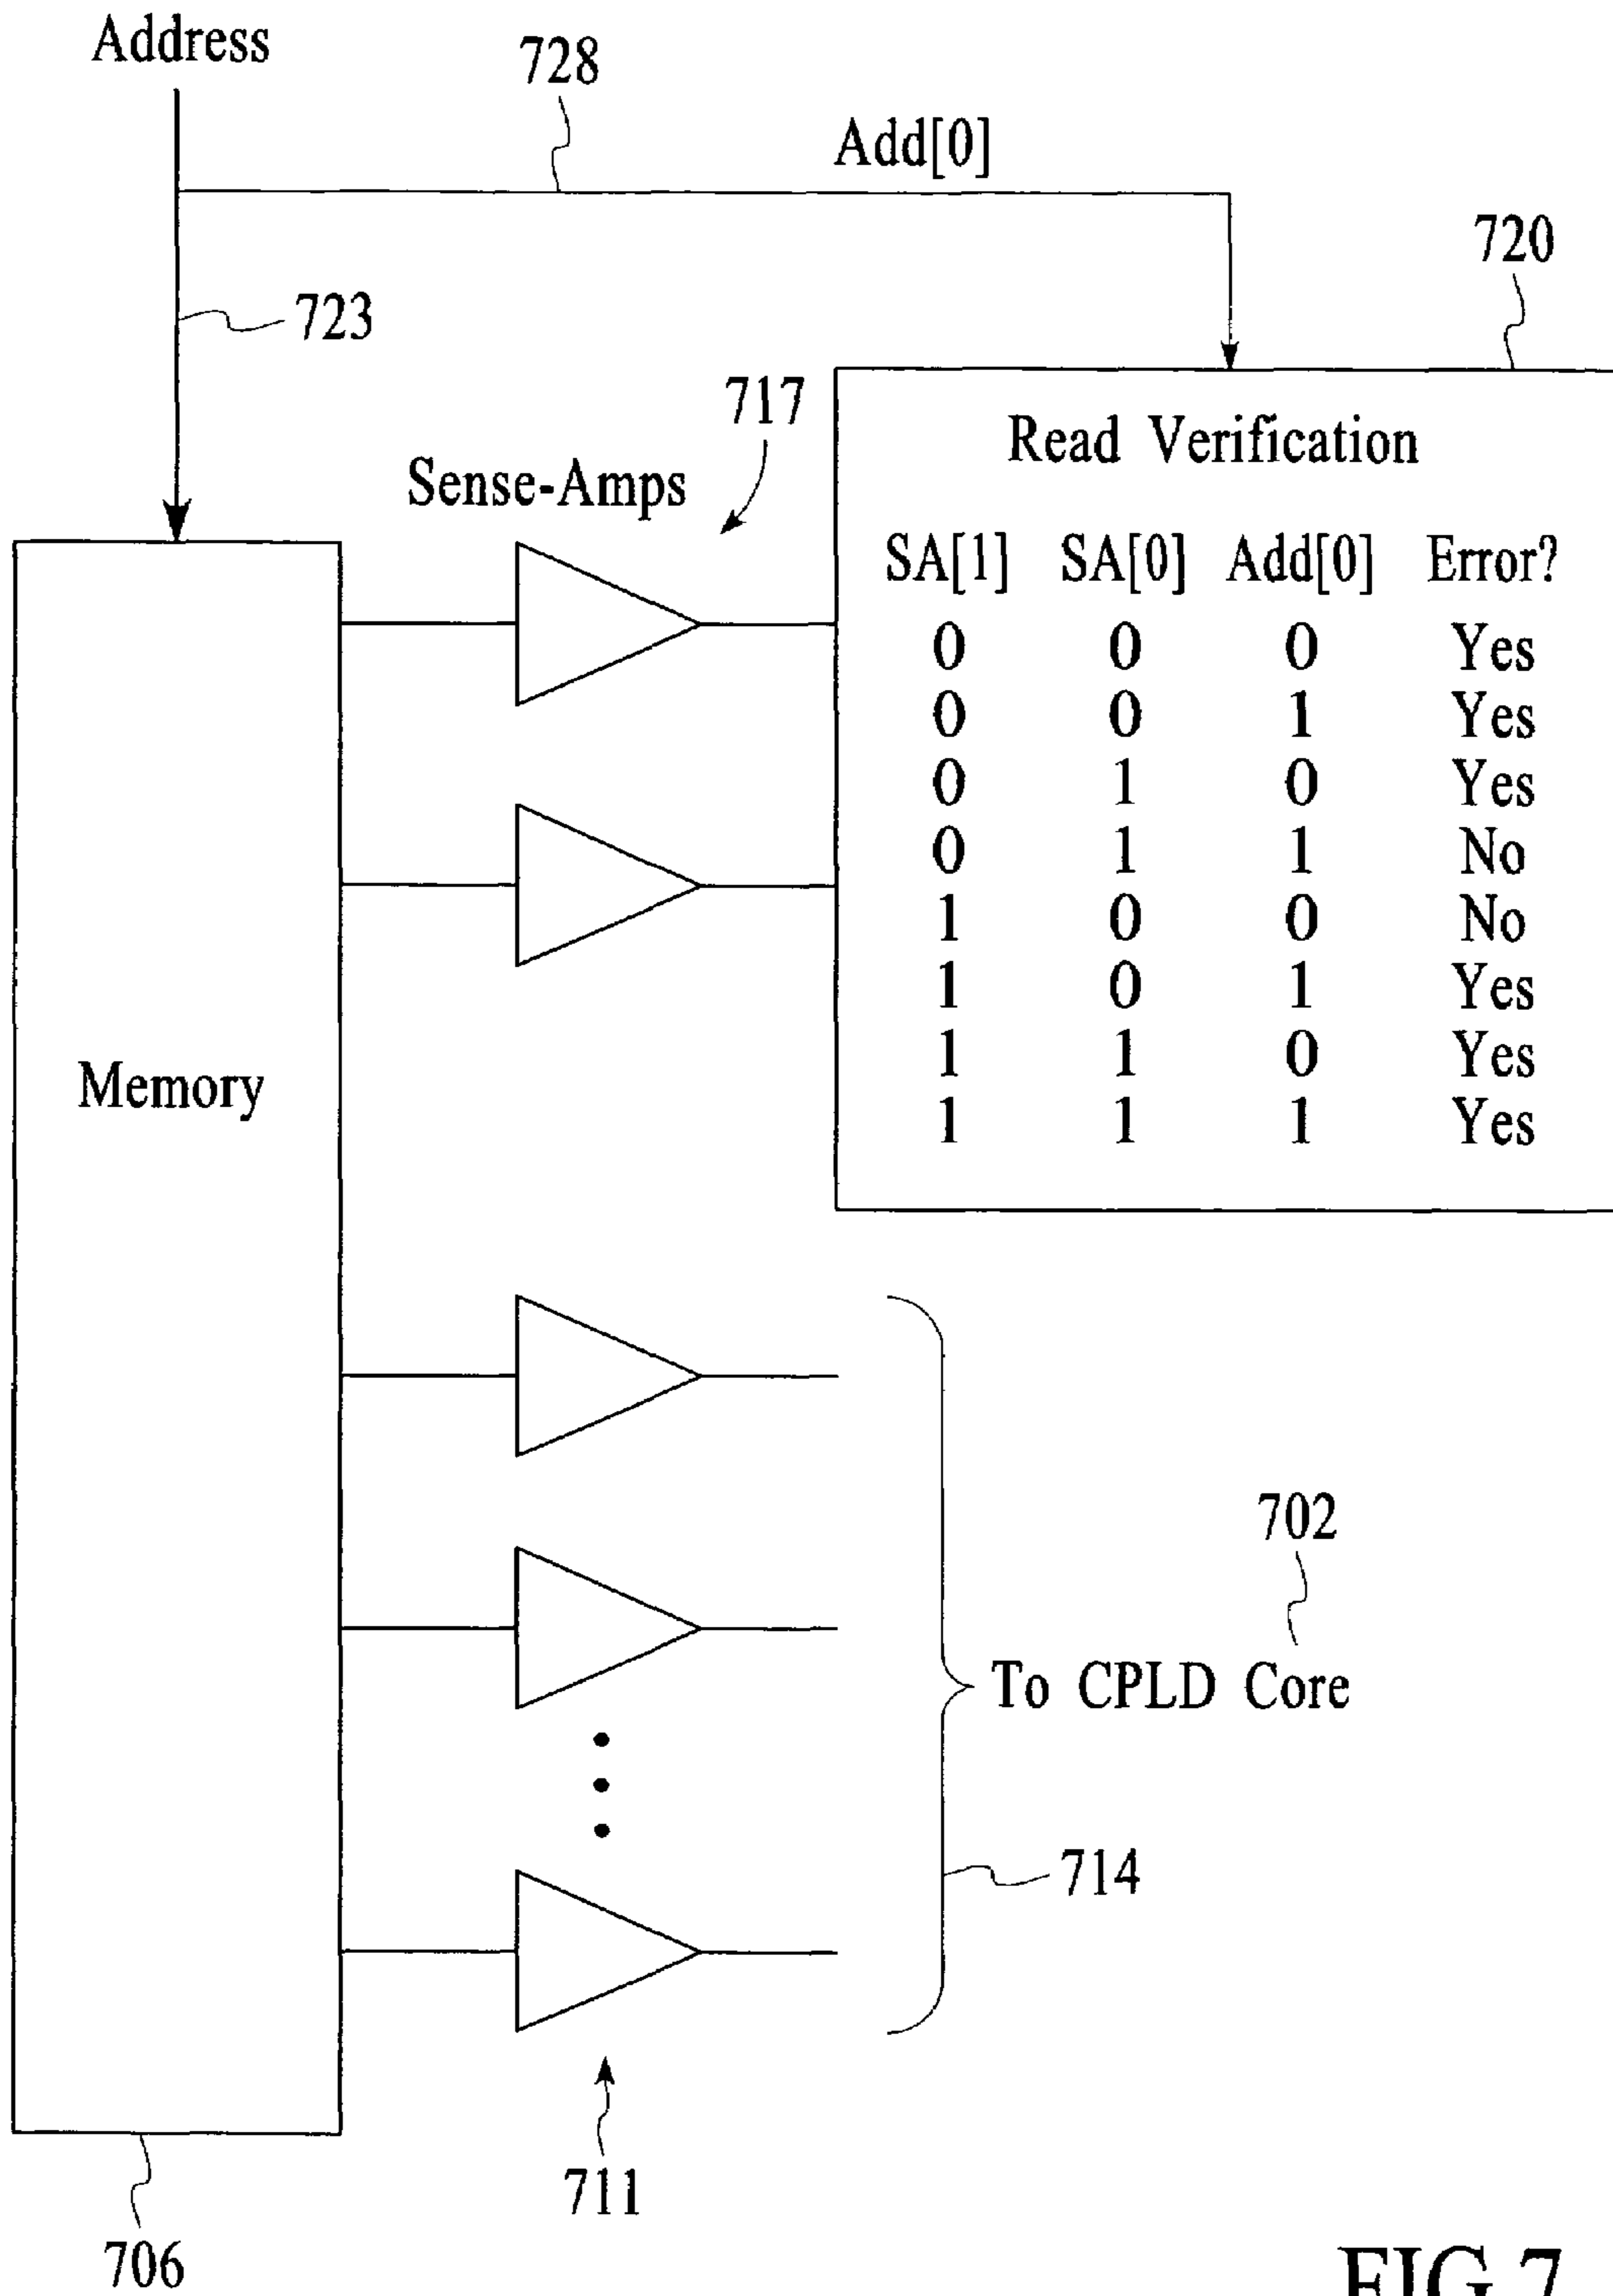 Address
728
Add[0]
720
723
717
Read Verification
Sense-Amps
SA[1] SA[0] Add[0] Error?
0 0 0 Yes
0 0 1 Yes
0 1 0 Yes
0 1 1 No
1 0 0 No
1 0 1 Yes
1 1 0 Yes
1 1 1 Yes
Memory
702
To CPLD Core
714
711
706
FIG.7